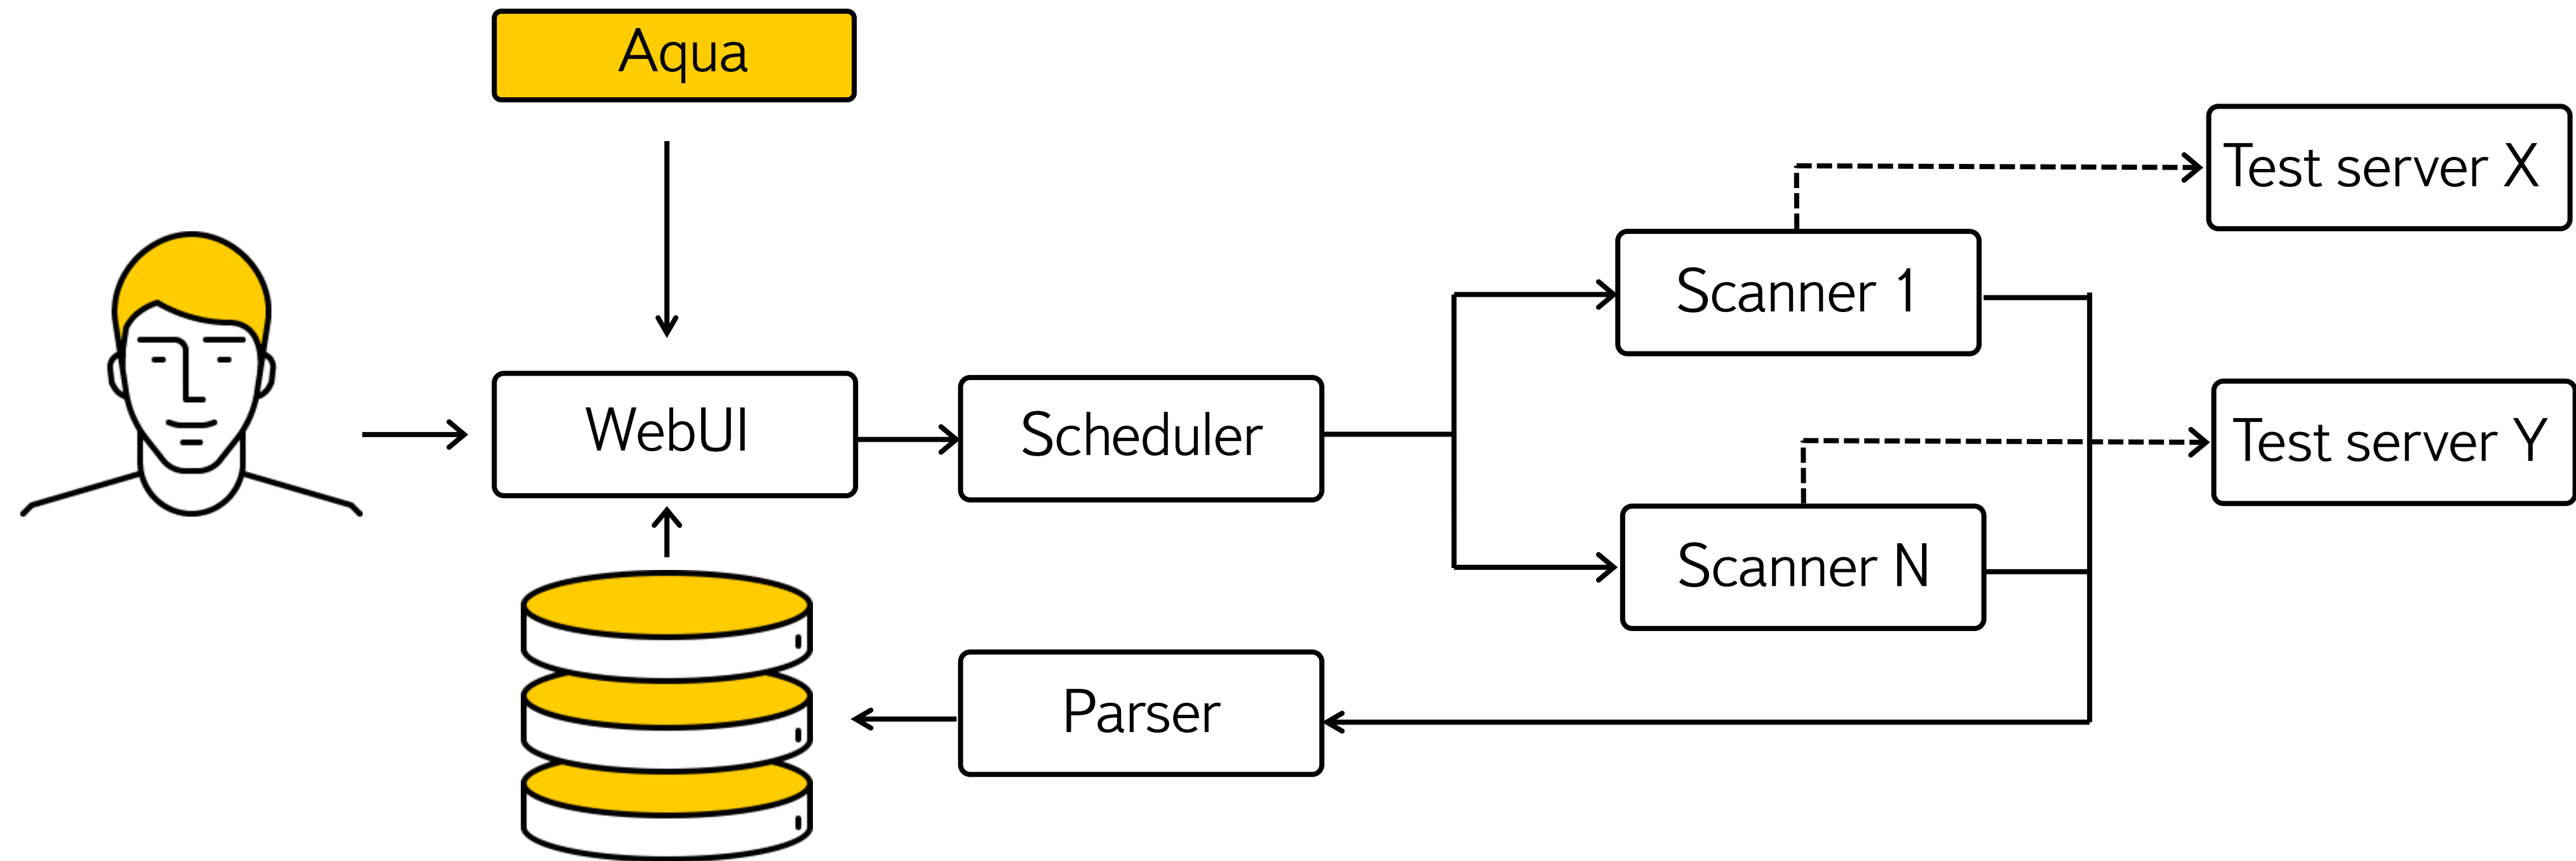 Aqua
Test server X
Scanner 1
WebUI
Scheduler
Test server Y
Scanner N
Parser